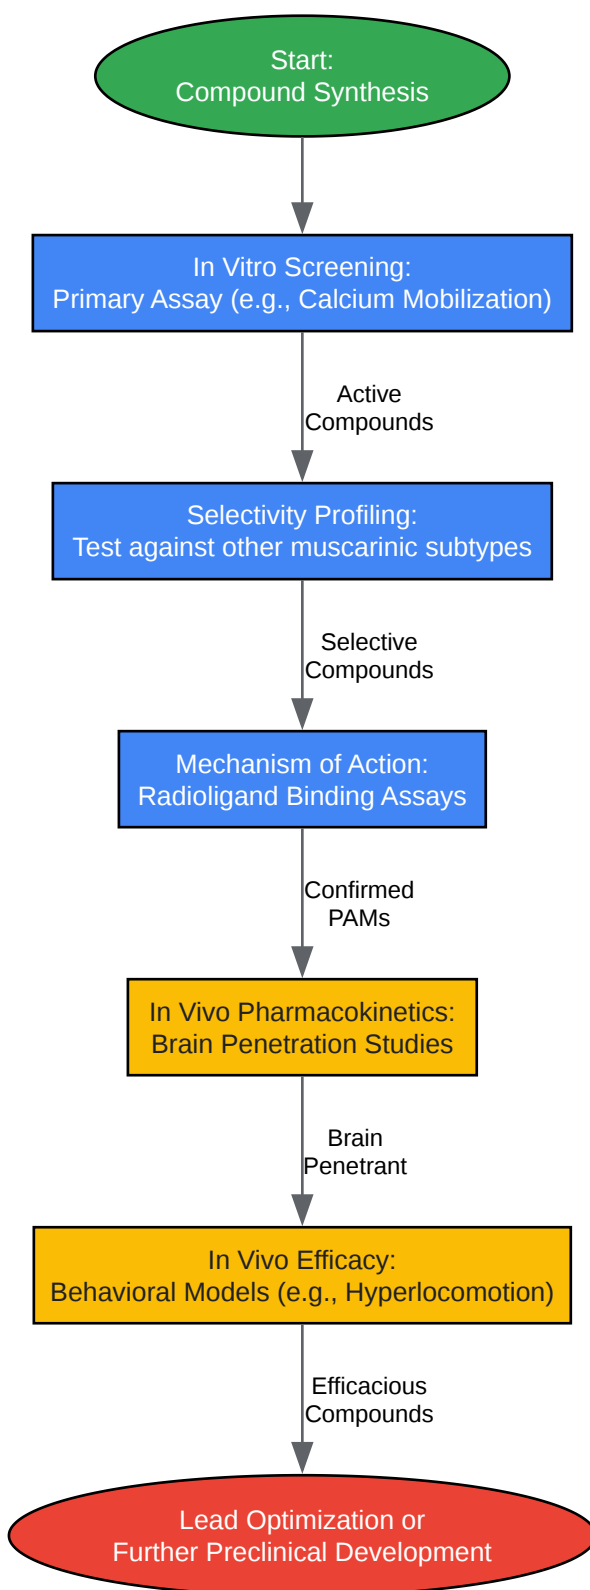 Start:
Compound Synthesis
In Vitro Screening:
Primary Assay (e.g., Calcium Mobilization)
Active
Compounds
Selectivity Profiling:
Test against other muscarinic subtypes
Selective
Compounds
Mechanism of Action:
Radioligand Binding Assays
Confirmed
PAMs
In Vivo Pharmacokinetics:
Brain Penetration Studies
Brain
Penetrant
In Vivo Efficacy:
Behavioral Models (e.g., Hyperlocomotion)
Efficacious
Compounds
Lead Optimization or
Further Preclinical Development